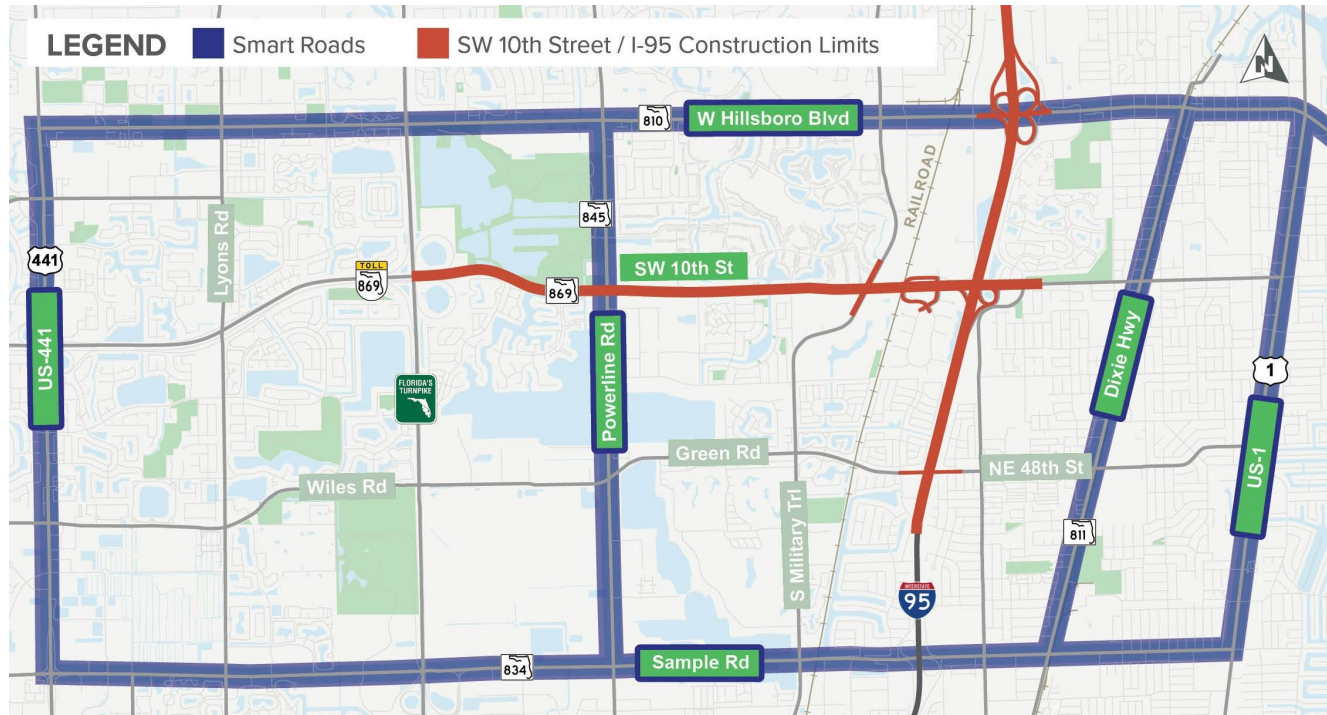 LEGEND
Smart Roads
SW 10th Street / I-95 Construction Limits
N
810
W Hillsboro Blvd
RAILROAD
845
Lyons Rd
441
SW 10th St
TOLL
869
869
US-441
Powerline Rd
Dixie Hwy
1
FLORIDA'S
TURNPIKE
US-1
Green Rd
NE 48th St
Wiles Rd
S Military Trl
811
INTERSTATE
95
834
Sample Rd